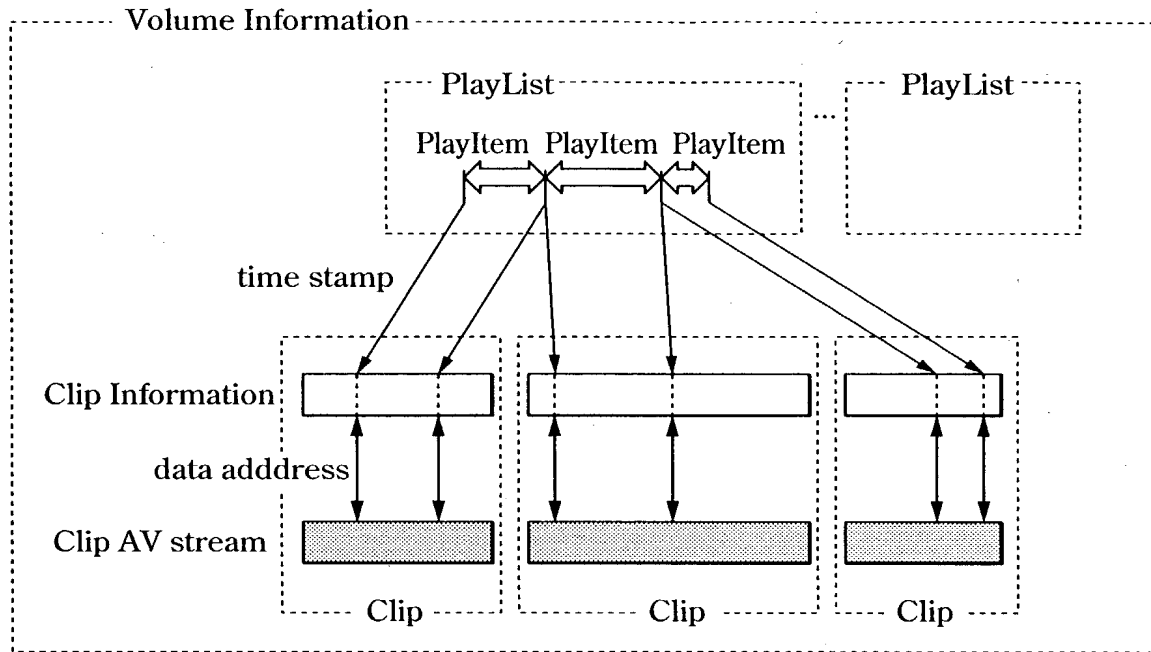 Volume Information
PlayList PlayList
...
PlayItem PlayItem PlayItem
time stamp
Clip Information
data adddress
Clip AV stream
Clip Clip Clip